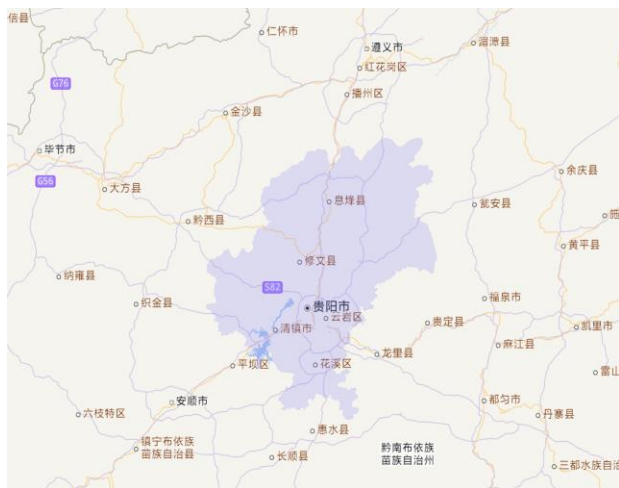 信县
仁怀市
遵义市
湄潭县
红花岗区
G76
播州区
金沙县
毕节市
G56
大方县
余庆县
息烽县
瓮安县
黔西县
黄平县
修文县
纳雍县
S82
织金县
贵阳市
福泉市
云岩区
清镇市
贵定县
凯里市
麻江县
龙里县
平坝区
花溪区
雷山
安顺市
都匀市
六枝特区
丹寨县
惠水县
镇宁布依族
苗族自治县
黔南布依族
苗族自治州
长顺县
三都水族自治